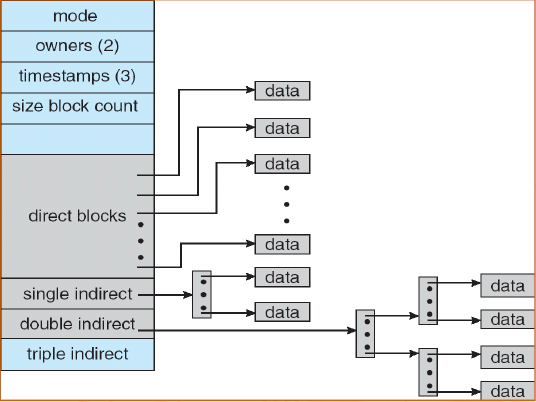 mode
owners (2)
timestamps (3)
size block count
data
data
data
direct blocks
data
single indirect
data
data
double indirect
triple indirect
data
data
data
data